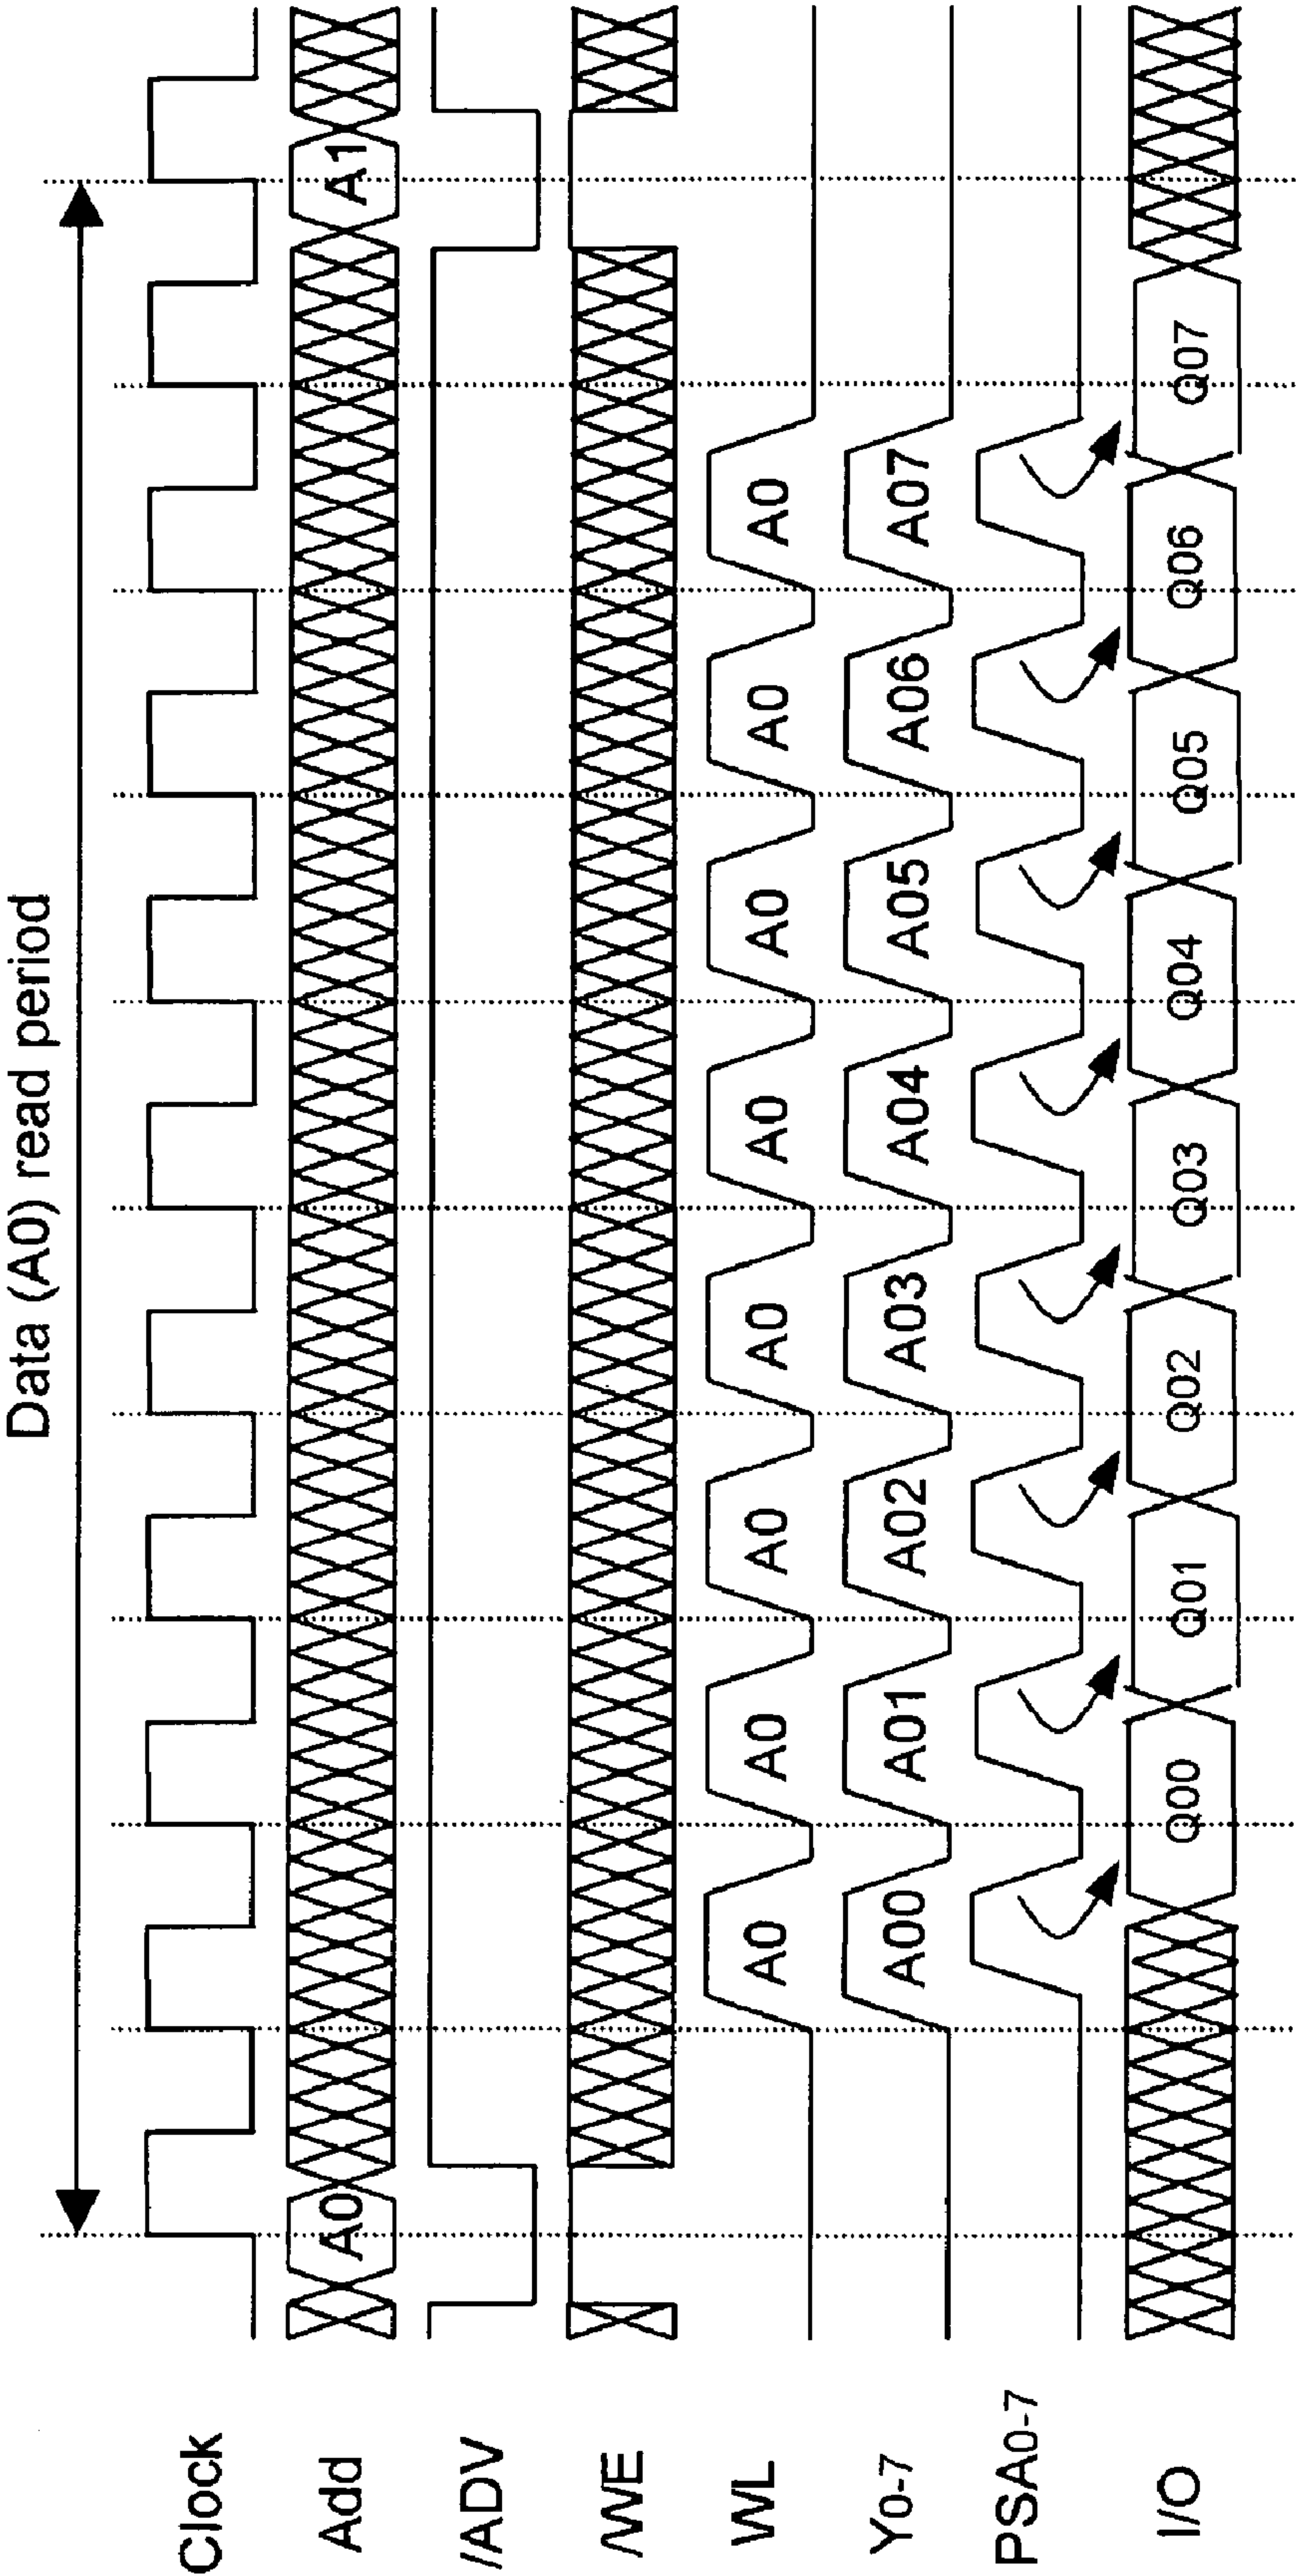 Data (A0) read period
Clock
Add A0 A1
/ADV
/WE
WL A0 A0 A0 A0 A0 A0 A0 A0
Y0-7 A00 A01 A02 A03 A04 A05 A06 A07
PSA0-7
I/O Q00 Q01 Q02 Q03 Q04 Q05 Q06 Q07